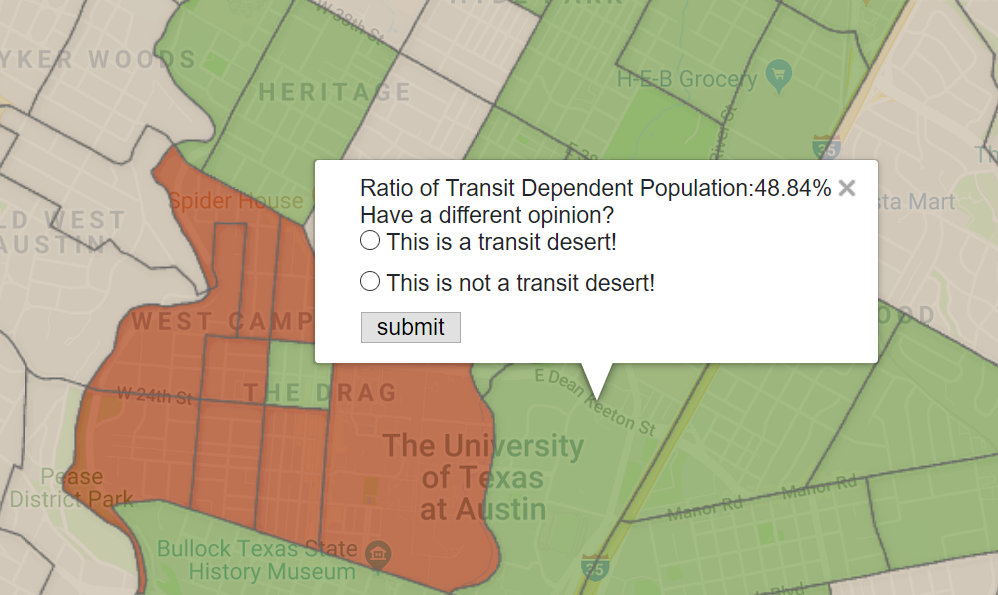 W 38th St
HYDE PARK
YKER WOODS
HERITAGE
H-E-B Grocery
35
Ratio of Transit Dependent Population:48.84%
Have a different opinion?
This is a transit desert!
This is not a transit desert!
submit
Spider House
sta Mart
Th
LD WEST
AUSTIN
WEST CAMP
OOD
THE DRAG
W 24th St
E Dean Keeton St
The University
of Texas
at Austin
Pease
District Park
Manor Rd
Manor Rd
Bullock Texas State
History Museum
35